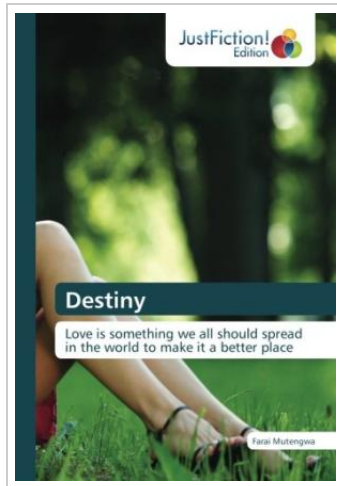 JustFiction!
Edition
Destiny
Love is something we all should spread
in the world to make it a better place
Farai Mutengwa